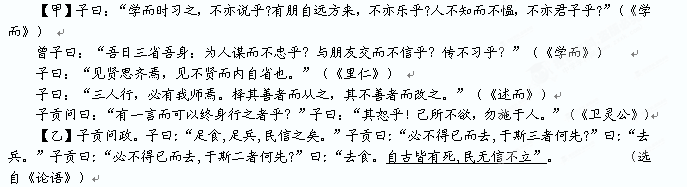 【甲】子曰：“学而时习之，不亦说乎？有朋自远方来，不亦乐乎？人不知而不愠，不亦君子乎？”（《学
而》）
曾子曰：“吾日三省吾身：为人谋而不忠乎？与朋友交而不信乎？传不习乎？”（《学而》）
子曰：“见贤思齐焉，见不贤而内自省也。”（《里仁》）
子曰：“三人行，必有我师焉。择其善者而从之，其不善者而改之。”（《述而》）
子贡问曰：“有一言而可以终身行之者乎？”子曰：“其恕乎！己所不欲，勿施于人。”（《卫灵公》）
【乙】子贡问政。子曰：“足食，足兵，民信之矣。”子贡曰：“必不得已而去，于斯三者何先？”曰：“去
兵。”子贡曰：“必不得已而去，于斯二者何先？”曰：“去食。自古皆有死，民无信不立”。（选
自《论语》）